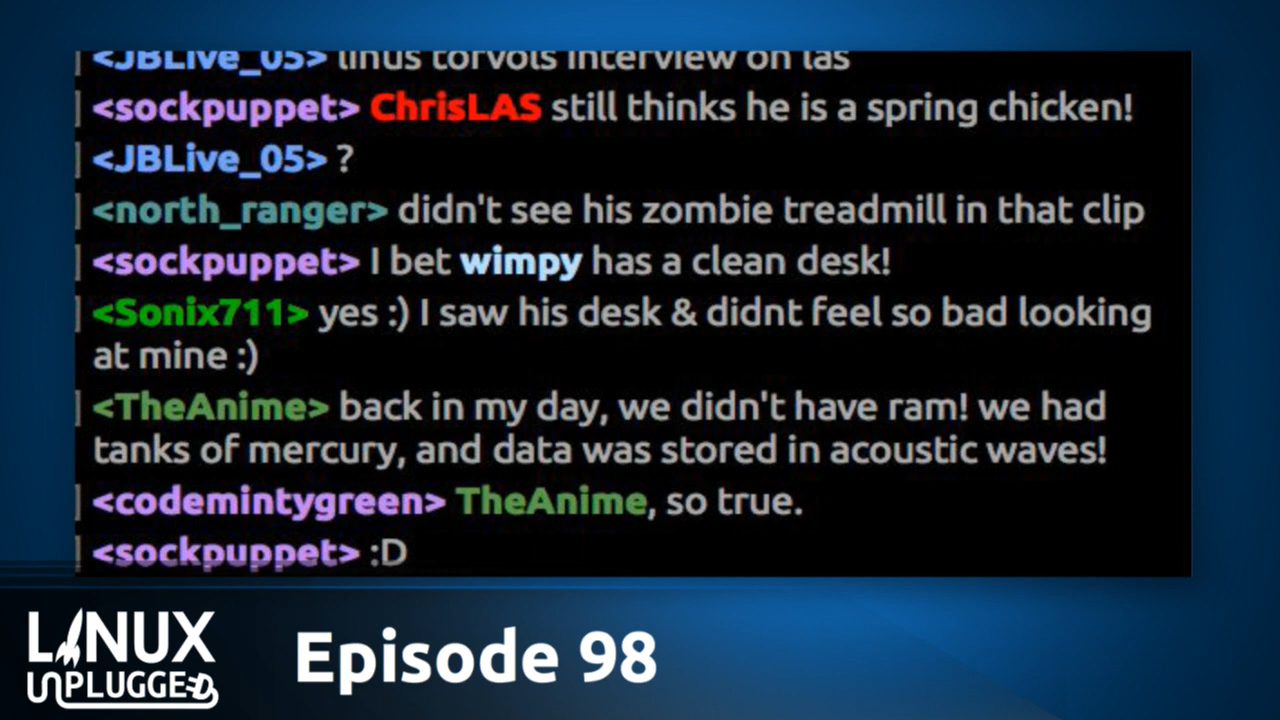 <JBLive_05> linus torvols interview on las
<sockpuppet> ChrisLAS still thinks he is a spring chicken!
<JBLive_05> ?
<north_ranger> didn't see his zombie treadmill in that clip
<sockpuppet> I bet wimpy has a clean desk!
<Sonix711> yes :) I saw his desk & didnt feel so bad looking
at mine :)
<TheAnime> back in my day, we didn't have ram! we had
tanks of mercury, and data was stored in acoustic waves!
<codemintygreen> TheAnime, so true.
<sockpuppet> :D
LINUX
UNPLUGGED
Episode 98